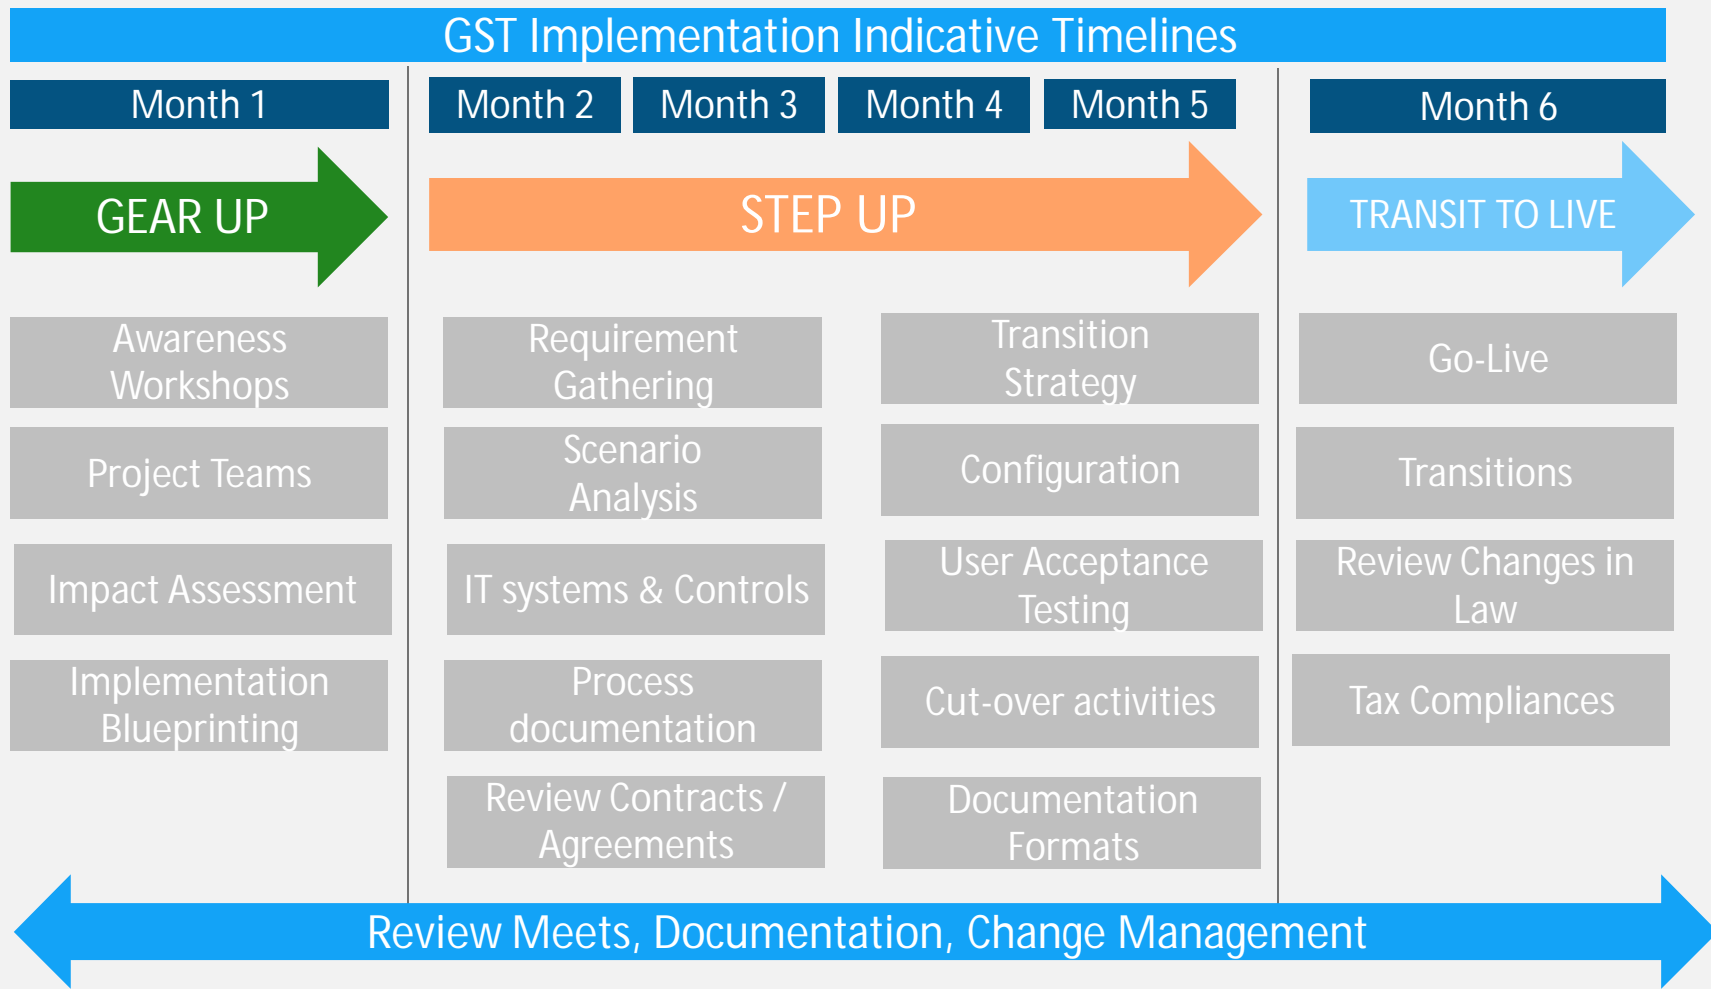 GST Implementation Indicative Timelines
Month 1
Month 2
Month 3
Month 4
Month 5
Month 6
GEAR UP
STEP UP
TRANSIT TO LIVE
Awareness
Workshops
Project Teams
Impact Assessment
Implementation
Blueprinting
Requirement
Gathering
Scenario
Analysis
IT systems & Controls
Process
documentation
Review Contracts /
Agreements
Transition
Strategy
Configuration
User Acceptance
Testing
Cut-over activities
Documentation
Formats
Go-Live
Transitions
Review Changes in
Law
Tax Compliances
Review Meets, Documentation, Change Management